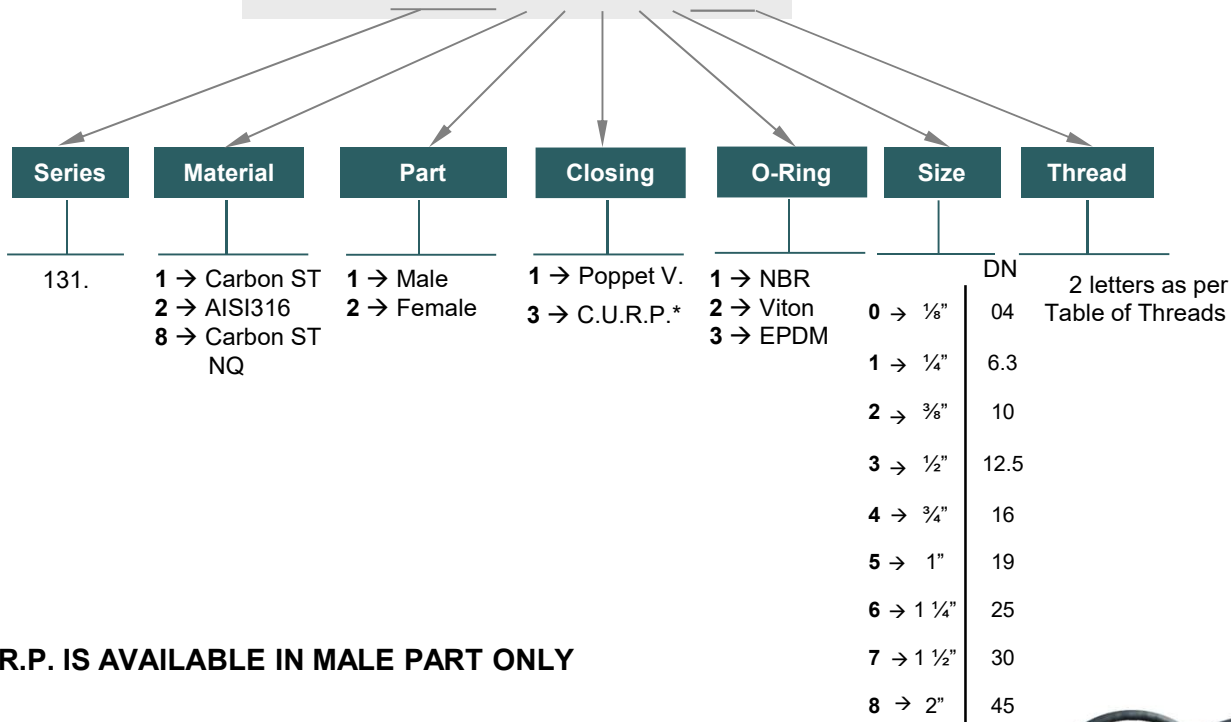 Series
Material
Part
Closing
O-Ring
Size
Thread
131.
1 → Carbon ST
2 → AISI316
8 → Carbon ST
NQ
1 → Male
2 → Female
1 → Poppet V.
3 → C.U.R.P.*
1 → NBR
2 → Viton
3 → EPDM
DN
0 → ⅛” 04
1 → ¼” 6.3
2 → ⅜” 10
3 → ½” 12.5
4 → ¾” 16
5 → 1” 19
6 → 1 ¼” 25
7 → 1 ½” 30
8 → 2” 45
2 letters as per
Table of Threads
R.P. IS AVAILABLE IN MALE PART ONLY